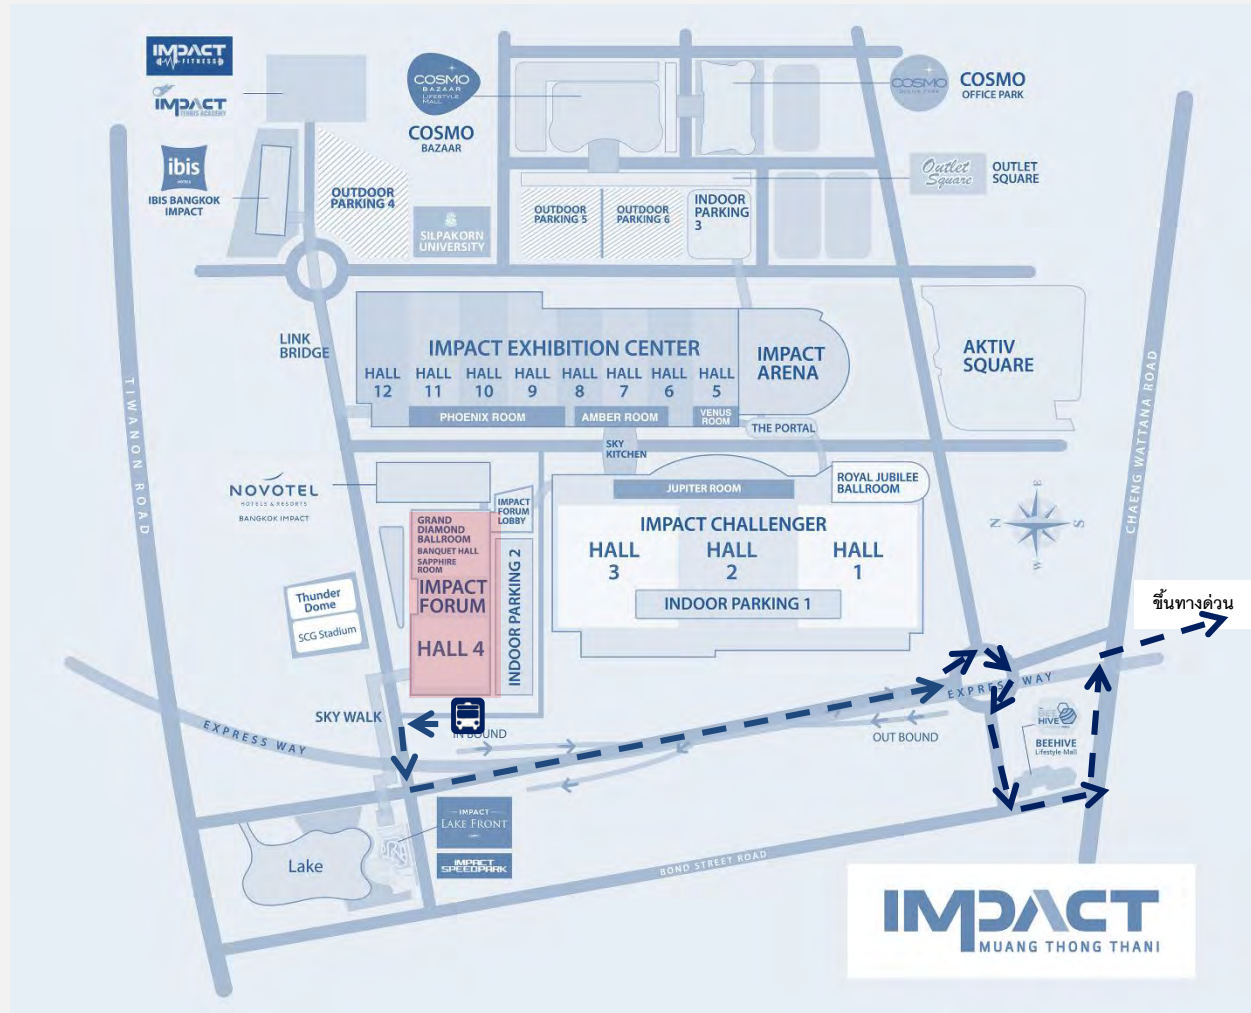 IMPACT
FITNESS
IMPACT
TENNIS ACADEMY
ibis
HOTELS
IBIS BANGKOK
IMPACT
COSMO
BAZAAR
LIFESTYLE
MALL
COSMO
BAZAAR
COSMO
OFFICE PARK
COSMO
OFFICE PARK
Outlet
Square
OUTLET
SQUARE
OUTDOOR
PARKING 4
SILPAKORN
UNIVERSITY
OUTDOOR
PARKING 5
OUTDOOR
PARKING 6
INDOOR
PARKING
3
LINK
BRIDGE
IMPACT EXHIBITION CENTER
HALL
12
HALL
11
HALL
10
HALL
9
HALL
8
HALL
7
HALL
6
HALL
5
PHOENIX ROOM
AMBER ROOM
VENUS
ROOM
IMPACT
ARENA
THE PORTAL
AKTIV
SQUARE
TIWANON ROAD
CHAENG WATTANA ROAD
SKY
KITCHEN
NOVOTEL
HOTELS & RESORTS
BANGKOK IMPACT
IMPACT
FORUM
LOBBY
GRAND
DIAMOND
BALLROOM
BANQUET HALL
SAPPHIRE
ROOM
IMPACT
FORUM
HALL 4
INDOOR PARKING 2
JUPITER ROOM
ROYAL JUBILEE
BALLROOM
IMPACT CHALLENGER
HALL
3
HALL
2
HALL
1
INDOOR PARKING 1
E
N
S
W
Thunder
Dome
SCG Stadium
ขึ้นทางด่วน
SKY WALK
EXPRESS WAY
IN BOUND
OUT BOUND
EXPRESS WAY
BEE
HIVE
BEEHIVE
Lifestyle Mall
IMPACT
LAKE FRONT
IMPACT
SPEEDPARK
Lake
BOND STREET ROAD
IMPACT
MUANG THONG THANI